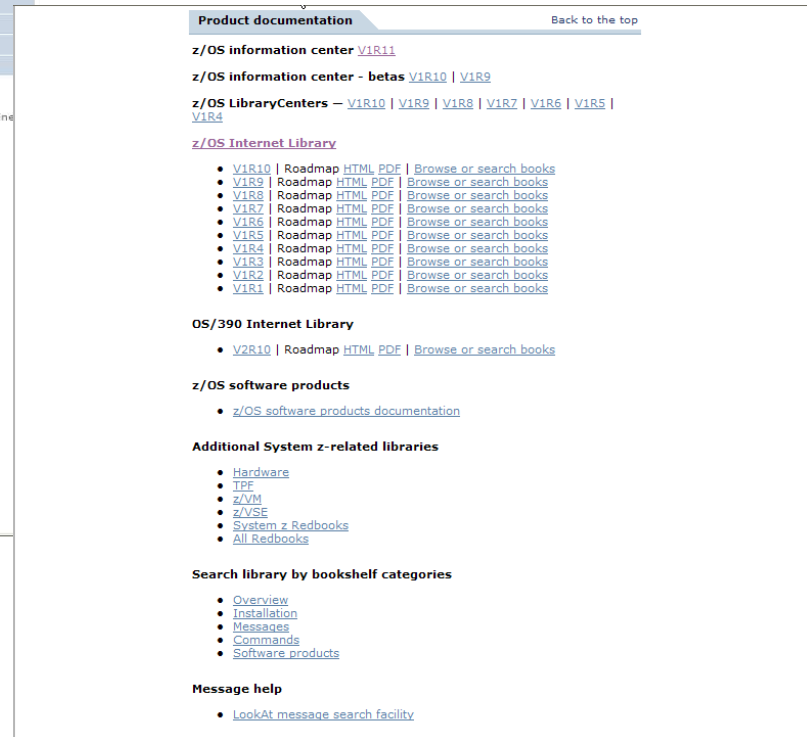 Product documentation
Back to the top
z/OS information center V1R11
z/OS information center - betas V1R10 | V1R9
z/OS LibraryCenters — V1R10 | V1R9 | V1R8 | V1R7 | V1R6 | V1R5 |
V1R4
z/OS Internet Library
• V1R10 | Roadmap HTML PDF | Browse or search books
• V1R9 | Roadmap HTML PDF | Browse or search books
• V1R8 | Roadmap HTML PDF | Browse or search books
• V1R7 | Roadmap HTML PDF | Browse or search books
• V1R6 | Roadmap HTML PDF | Browse or search books
• V1R5 | Roadmap HTML PDF | Browse or search books
• V1R4 | Roadmap HTML PDF | Browse or search books
• V1R3 | Roadmap HTML PDF | Browse or search books
• V1R2 | Roadmap HTML PDF | Browse or search books
• V1R1 | Roadmap HTML PDF | Browse or search books
OS/390 Internet Library
• V2R10 | Roadmap HTML PDF | Browse or search books
z/OS software products
• z/OS software products documentation
Additional System z-related libraries
• Hardware
• TPF
• z/VM
• z/VSE
• System z Redbooks
• All Redbooks
Search library by bookshelf categories
• Overview
• Installation
• Messages
• Commands
• Software products
Message help
• LookAt message search facility